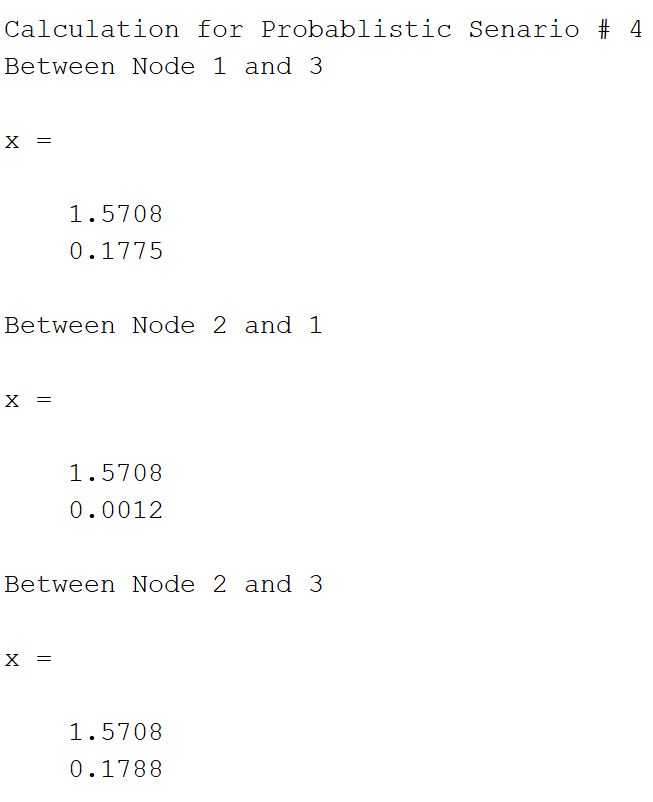 Calculation for Probablistic Senario # 4
Between Node 1 and 3
x =
1.5708
0.1775
Between Node 2 and 1
x =
1.5708
0.0012
Between Node 2 and 3
x =
1.5708
0.1788